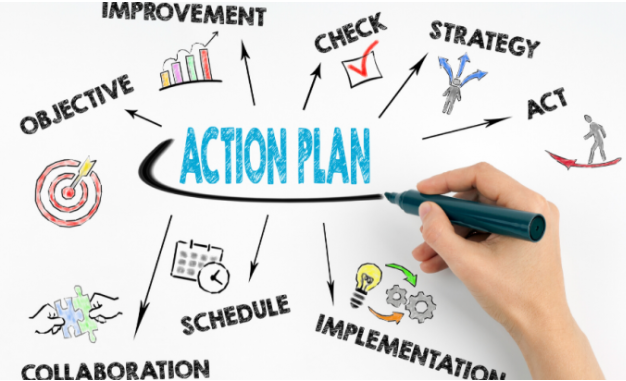 IMPROVEMENT
CHECK
STRATEGY
OBJECTIVE
ACT
ACTION PLAN
SCHEDULE
IMPLEMENTATION
COLLABORATION